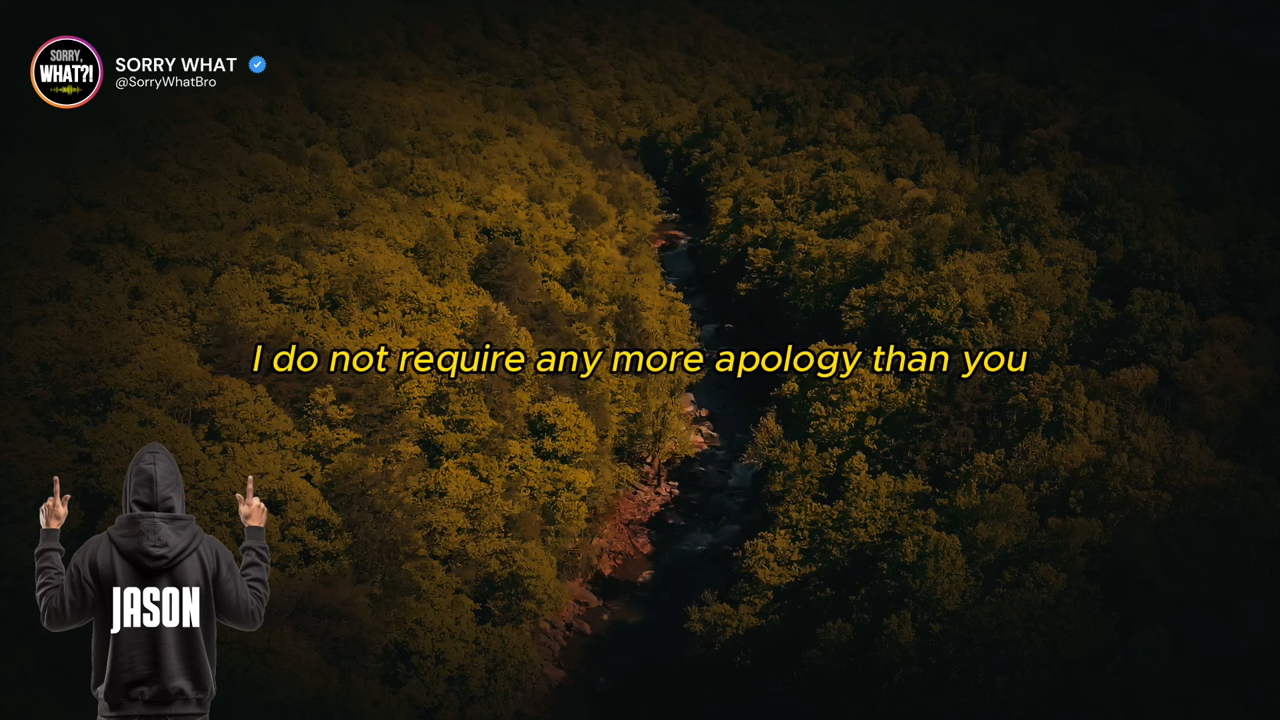 SORRY,
WHAT?!
SORRY WHAT
@SorryWhatBro
I do not require any more apology than you
JASON